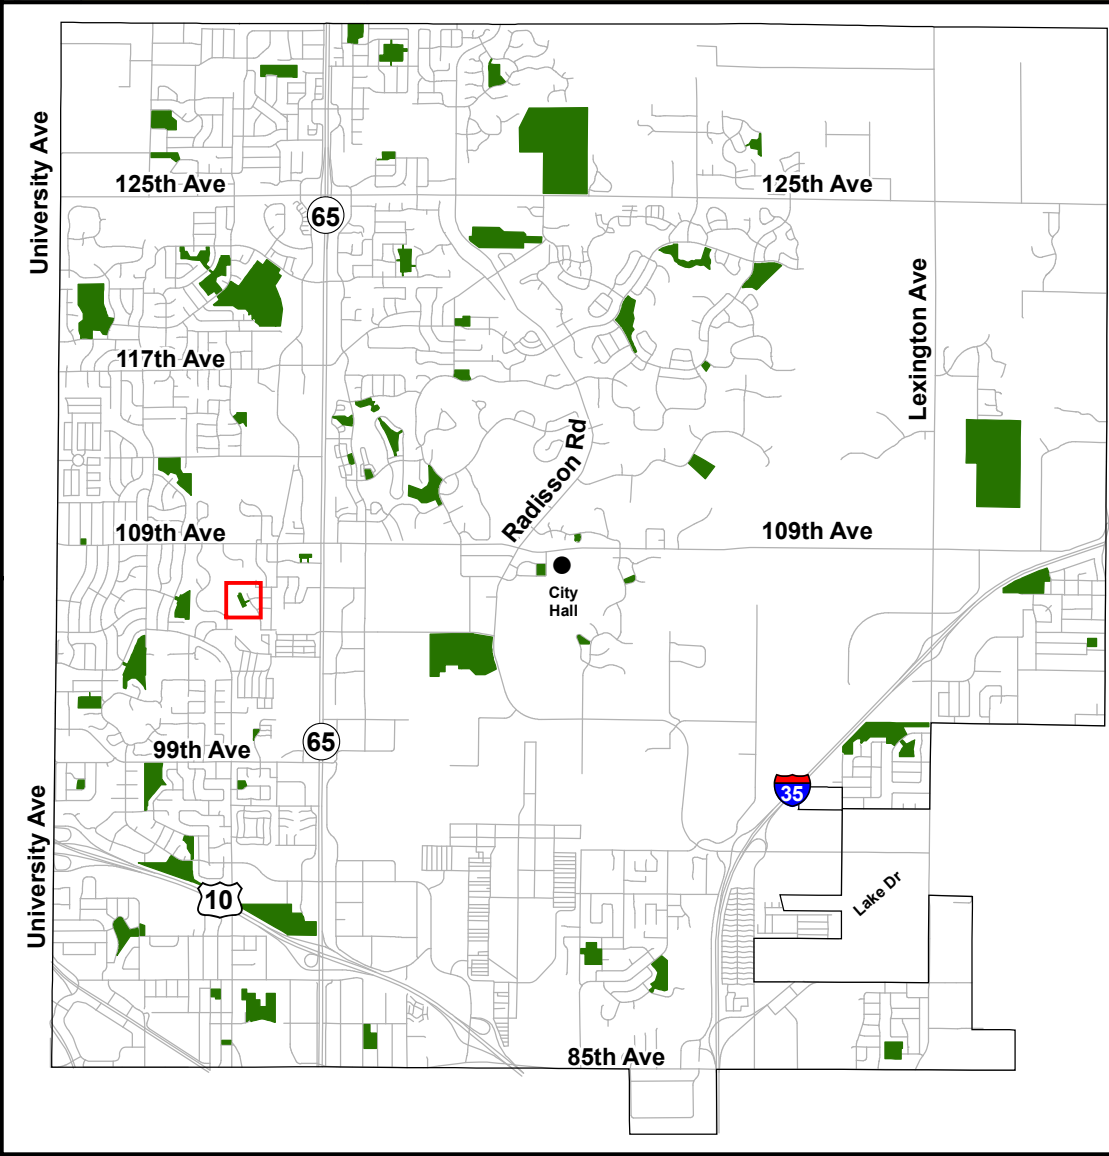 University Ave
125th Ave
125th Ave
65
Lexington Ave
117th Ave
Radisson Rd
109th Ave
109th Ave
City
Hall
99th Ave
65
35
University Ave
10
Lake Dr
85th Ave